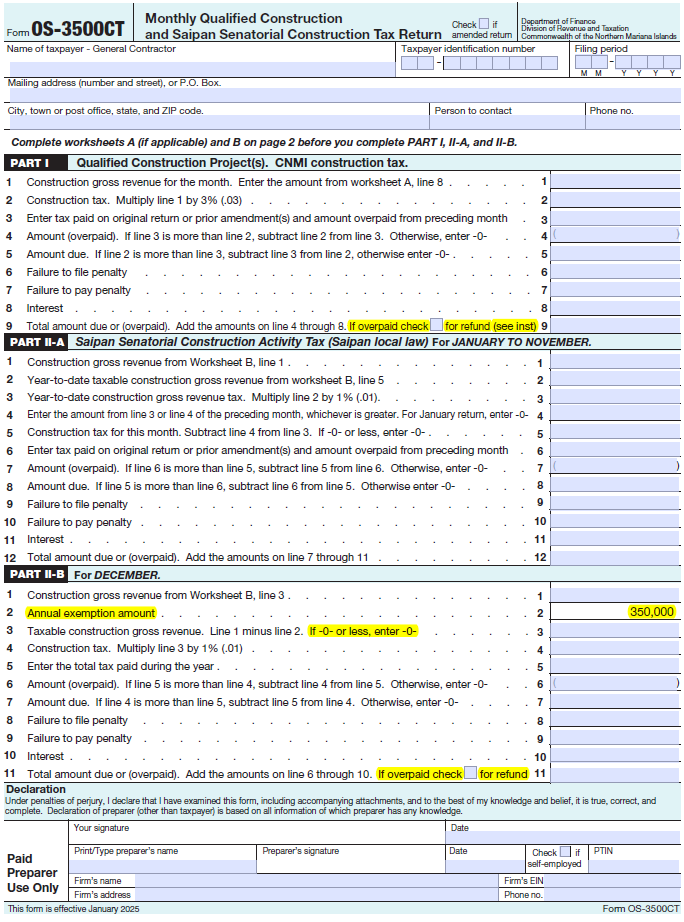 Form OS-3500CT
Monthly Qualified Construction
and Saipan Senatorial Construction Tax Return
Check if
amended return
Department of Finance
Division of Revenue and Taxation
Commonwealth of the Northern Mariana Islands
Name of taxpayer - General Contractor
Taxpayer identification number
Filing period
-
-
M M Y Y Y Y
Mailing address (number and street), or P.O. Box.
City, town or post office, state, and ZIP code.
Person to contact
Phone no.
Complete worksheets A (if applicable) and B on page 2 before you complete PART I, II-A, and II-B.
PART I Qualified Construction Project(s). CNMI construction tax.
1 Construction gross revenue for the month. Enter the amount from worksheet A, line 8 . . . . . 1
2 Construction tax. Multiply line 1 by 3% (.03) . . . . . . . . . . . . . . . . 2
3 Enter tax paid on original return or prior amendment(s) and amount overpaid from preceding month . 3
4 Amount (overpaid). If line 3 is more than line 2, subtract line 2 from line 3. Otherwise, enter -0- . . 4 ( )
5 Amount due. If line 2 is more than line 3, subtract line 3 from line 2, otherwise enter -0- . . . . . 5
6 Failure to file penalty . . . . . . . . . . . . . . . . . . . . . 6
7 Failure to pay penalty . . . . . . . . . . . . . . . . . . . . . 7
8 Interest . . . . . . . . . . . . . . . . . . . . . . . . . 8
9 Total amount due or (overpaid). Add the amounts on line 4 through 8. If overpaid check for refund (see inst) 9
PART II-A Saipan Senatorial Construction Activity Tax (Saipan local law) For JANUARY TO NOVEMBER.
1 Construction gross revenue from Worksheet B, line 1 . . . . . . . . . . . . . . 1
2 Year-to-date taxable construction gross revenue from worksheet B, line 5 . . . . . . . . 2
3 Year-to-date construction gross revenue tax. Multiply line 2 by 1% (.01). . . . . . . . . 3
4 Enter the amount from line 3 or line 4 of the preceding month, whichever is greater. For January return, enter -0- 4
5 Construction tax for this month. Subtract line 4 from line 3. If -0- or less, enter -0- . . . . . . 5
6 Enter tax paid on original return or prior amendment(s) and amount overpaid from preceding month . 6
7 Amount (overpaid). If line 6 is more than line 5, subtract line 5 from line 6. Otherwise, enter -0- . . 7 ( )
8 Amount due. If line 5 is more than line 6, subtract line 6 from line 5. Otherwise enter -0- . . . . 8
9 Failure to file penalty . . . . . . . . . . . . . . . . . . . . . 9
10 Failure to pay penalty . . . . . . . . . . . . . . . . . . . . . 10
11 Interest . . . . . . . . . . . . . . . . . . . . . . . . . 11
12 Total amount due or (overpaid). Add the amounts on line 7 through 11 . . . . . . . . . 12
PART II-B For DECEMBER.
1 Construction gross revenue from Worksheet B, line 3 . . . . . . . . . . . . . . 1
2 Annual exemption amount . . . . . . . . . . . . . . . . . . . . 2 350,000
3 Taxable construction gross revenue. Line 1 minus line 2. If -0- or less, enter -0- . . . . . . 3
4 Construction tax. Multiply line 3 by 1% (.01) . . . . . . . . . . . . . . . . 4
5 Enter the total tax paid during the year . . . . . . . . . . . . . . . . . 5
6 Amount (overpaid). If line 5 is more than line 4, subtract line 4 from line 5. Otherwise, enter -0- . . 6 ( )
7 Amount due. If line 4 is more than line 5, subtract line 5 from line 4. Otherwise, enter -0- . . . . 7
8 Failure to file penalty . . . . . . . . . . . . . . . . . . . . . 8
9 Failure to pay penalty . . . . . . . . . . . . . . . . . . . . . 9
10 Interest . . . . . . . . . . . . . . . . . . . . . . . . . 10
11 Total amount due or (overpaid). Add the amounts on line 6 through 10. If overpaid check for refund 11
Declaration
Under penalties of perjury, I declare that I have examined this form, including accompanying attachments, and to the best of my knowledge and belief, it is true, correct, and
complete. Declaration of preparer (other than taxpayer) is based on all information of which preparer has any knowledge.
Your signature
Date
Paid
Preparer
Use Only
Print/Type preparer's name
Preparer's signature
Date
Check if
self-employed
PTIN
Firm's name
Firm's EIN
Firm's address
Phone no.
This form is effective January 2025
Form OS-3500CT